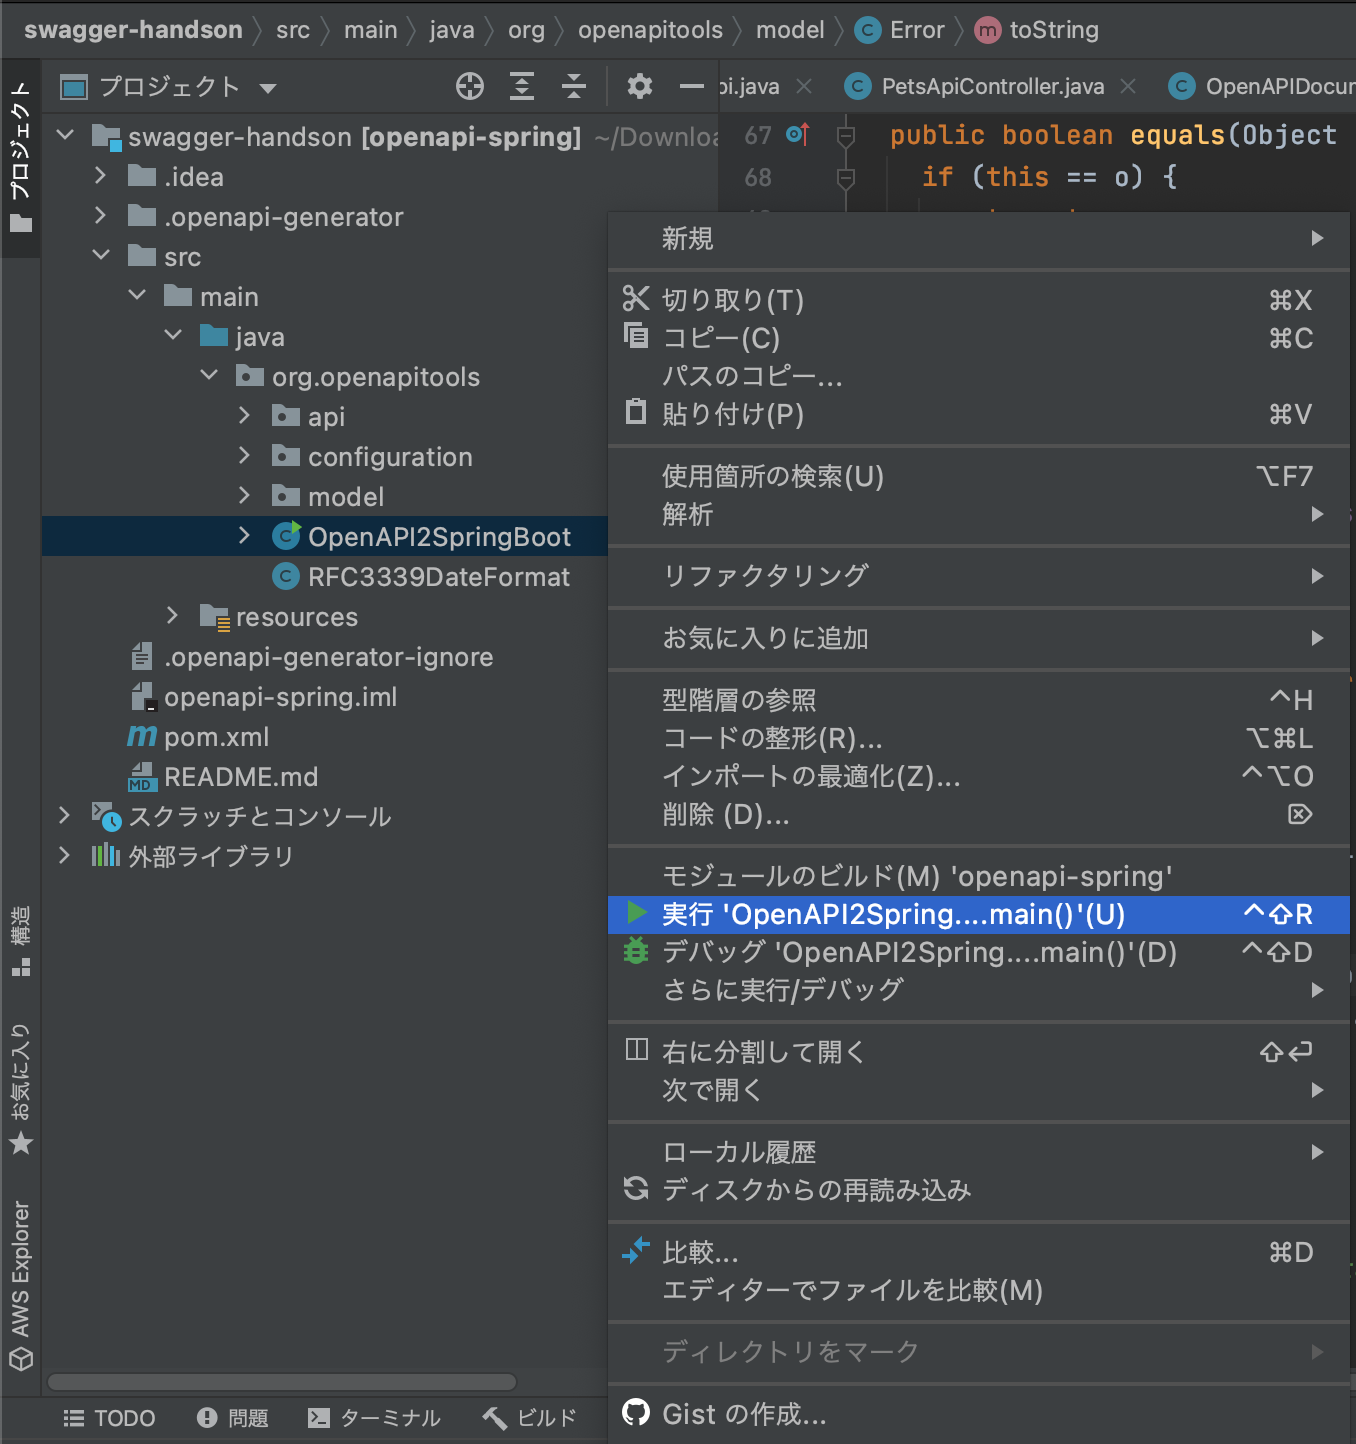 swagger-handson 〉 src 〉 main 〉 java 〉 org 〉 openapitools 〉 model 〉 Error 〉 toString
プロジェクト
pi.java
PetsApiController.java
OpenAPIDocu
67 public boolean equals(Object
68 if (this == o) {
swagger-handson [openapi-spring] ~/Downloa
.idea
.openapi-generator
src
main
java
org.openapitools
api
configuration
model
OpenAPI2SpringBoot
RFC3339DateFormat
resources
.openapi-generator-ignore
openapi-spring.iml
pom.xml
README.md
スクラッチとコンソール
外部ライブラリ
プロジェクト
構造
お気に入り
AWS Explorer
新規
切り取り(T) ⌘X
コピー(C) ⌘C
パスのコピー...
貼り付け(P) ⌘V
使用箇所の検索(U) ⌥F7
解析
リファクタリング
お気に入りに追加
型階層の参照 ^H
コードの整形(R)... ⌥⌘L
インポートの最適化(Z)... ^⌥O
削除 (D)... ⌦
モジュールのビルド(M) 'openapi-spring'
実行 'OpenAPI2Spring....main()'(U) ^⇧R
デバッグ 'OpenAPI2Spring....main()'(D) ^⇧D
さらに実行/デバッグ
右に分割して開く ⇧⏎
次で開く
ローカル履歴
ディスクからの再読み込み
比較... ⌘D
エディターでファイルを比較(M)
ディレクトリをマーク
Gist の作成...
TODO
問題
ターミナル
ビルド